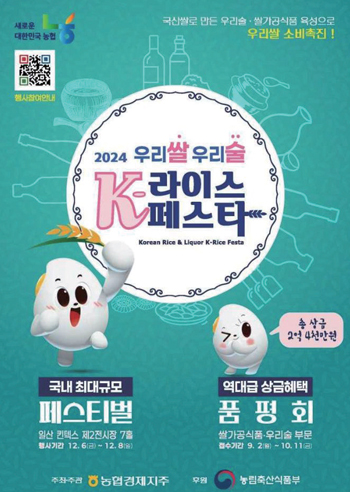 새로운
대한민국 농협
행사참여안내
국산쌀로 만든 우리술·쌀가공식품 육성으로
우리쌀 소비촉진 !
2024 우리쌀 우리술
K-라이스
페스타
Korean Rice & Liquor K-Rice Festa
총 상금
2억 4천만원
국내 최대규모
페스티벌
일산 킨텍스 제2전시장 7홀
행사기간 12. 6(금) ~ 12. 8(일)
역대급 상금혜택
품평회
쌀가공식품·우리술 부문
접수기간 9. 2(월) ~ 10. 11(금)
주최주관 농협경제지주
후원 농림축산식품부